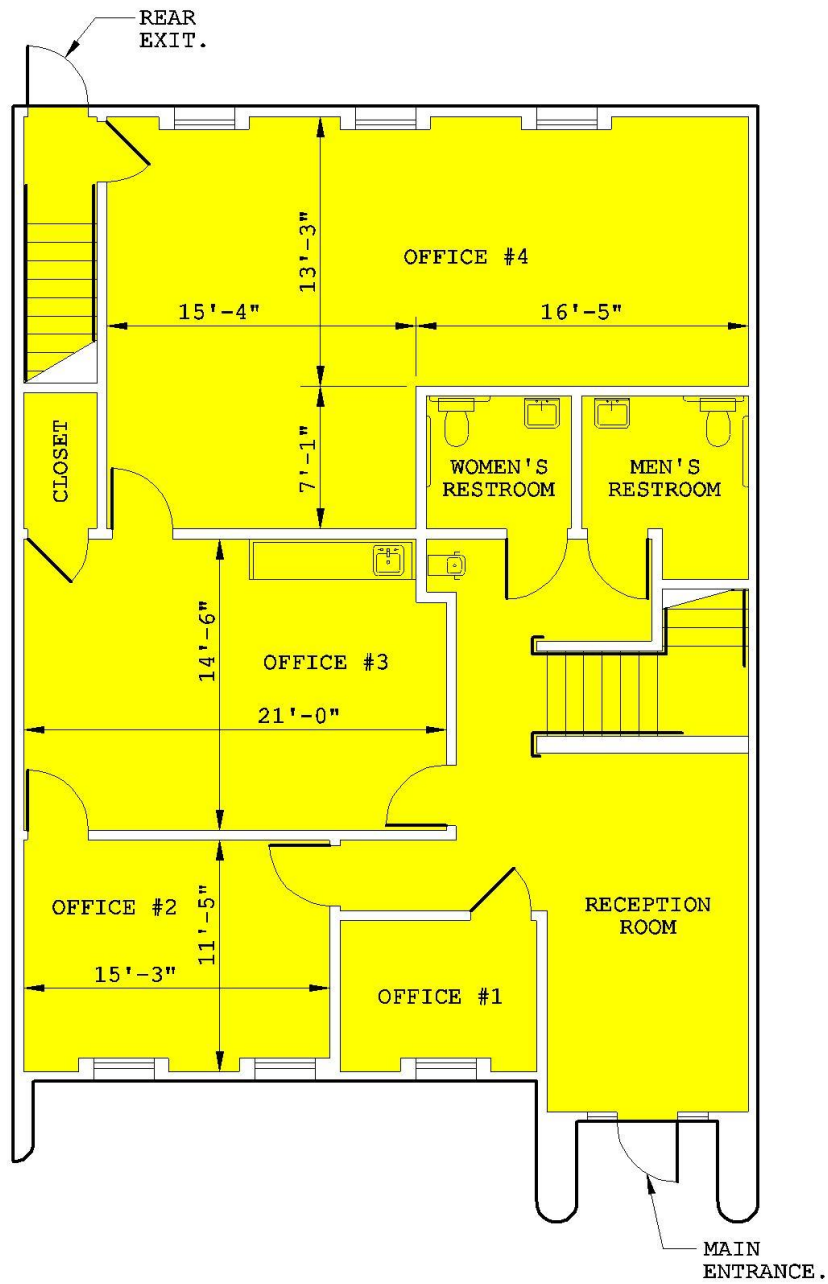 REAR
EXIT.
OFFICE #4
13'-3"
15'-4"
16'-5"
7'-1"
CLOSET
WOMEN'S
RESTROOM
MEN'S
RESTROOM
14'-6"
OFFICE #3
21'-0"
OFFICE #2
11'-5"
15'-3"
OFFICE #1
RECEPTION
ROOM
MAIN
ENTRANCE.